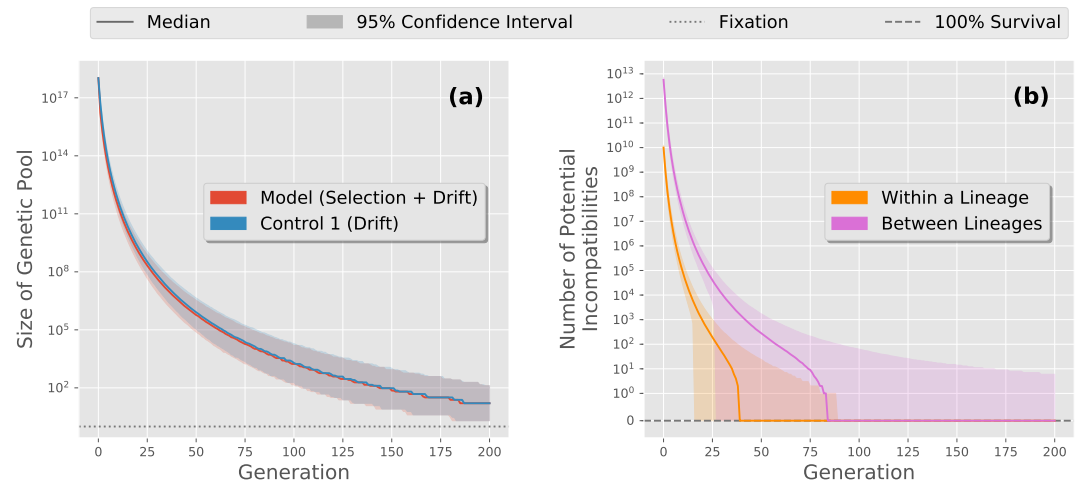 Median 95% Confidence Interval Fixation 100% Survival
(a)
Size of Genetic Pool
10^17
10^14
10^11
10^8
10^5
10^2
Model (Selection + Drift)
Control 1 (Drift)
0 25 50 75 100 125 150 175 200
Generation
(b)
Number of Potential
Incompatibilities
10^13
10^12
10^11
10^10
10^9
10^8
10^7
10^6
10^5
10^4
10^3
10^2
10^1
10^0
0
Within a Lineage
Between Lineages
0 25 50 75 100 125 150 175 200
Generation